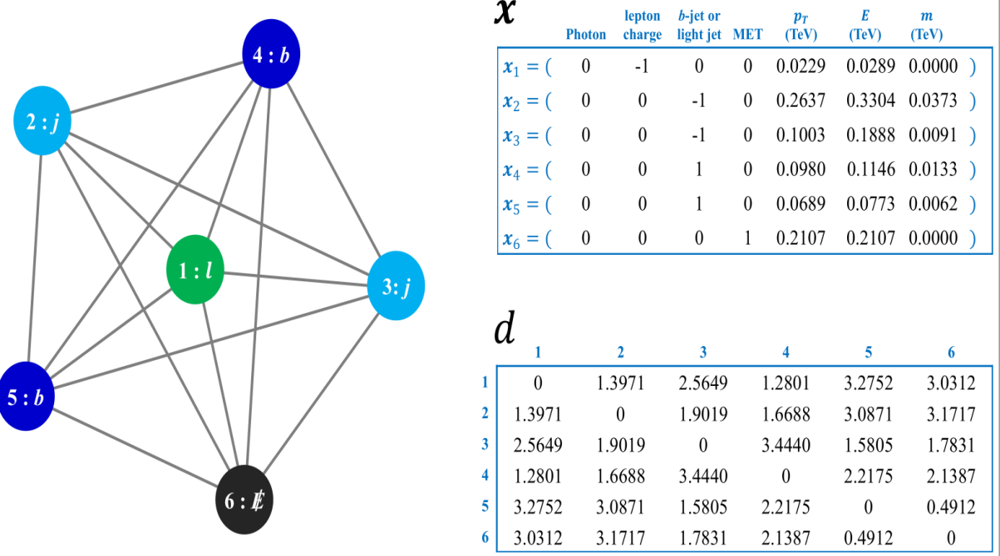 4 : b
2 : j
1 : l
3: j
5 : b
6 : E̸
x
Photon lepton charge b-jet or light jet MET pT (TeV) E (TeV) m (TeV)
x1 = ( 0 -1 0 0 0.0229 0.0289 0.0000 )
x2 = ( 0 0 -1 0 0.2637 0.3304 0.0373 )
x3 = ( 0 0 -1 0 0.1003 0.1888 0.0091 )
x4 = ( 0 0 1 0 0.0980 0.1146 0.0133 )
x5 = ( 0 0 1 0 0.0689 0.0773 0.0062 )
x6 = ( 0 0 0 1 0.2107 0.2107 0.0000 )
d
1 2 3 4 5 6
1 0 1.3971 2.5649 1.2801 3.2752 3.0312
2 1.3971 0 1.9019 1.6688 3.0871 3.1717
3 2.5649 1.9019 0 3.4440 1.5805 1.7831
4 1.2801 1.6688 3.4440 0 2.2175 2.1387
5 3.2752 3.0871 1.5805 2.2175 0 0.4912
6 3.0312 3.1717 1.7831 2.1387 0.4912 0